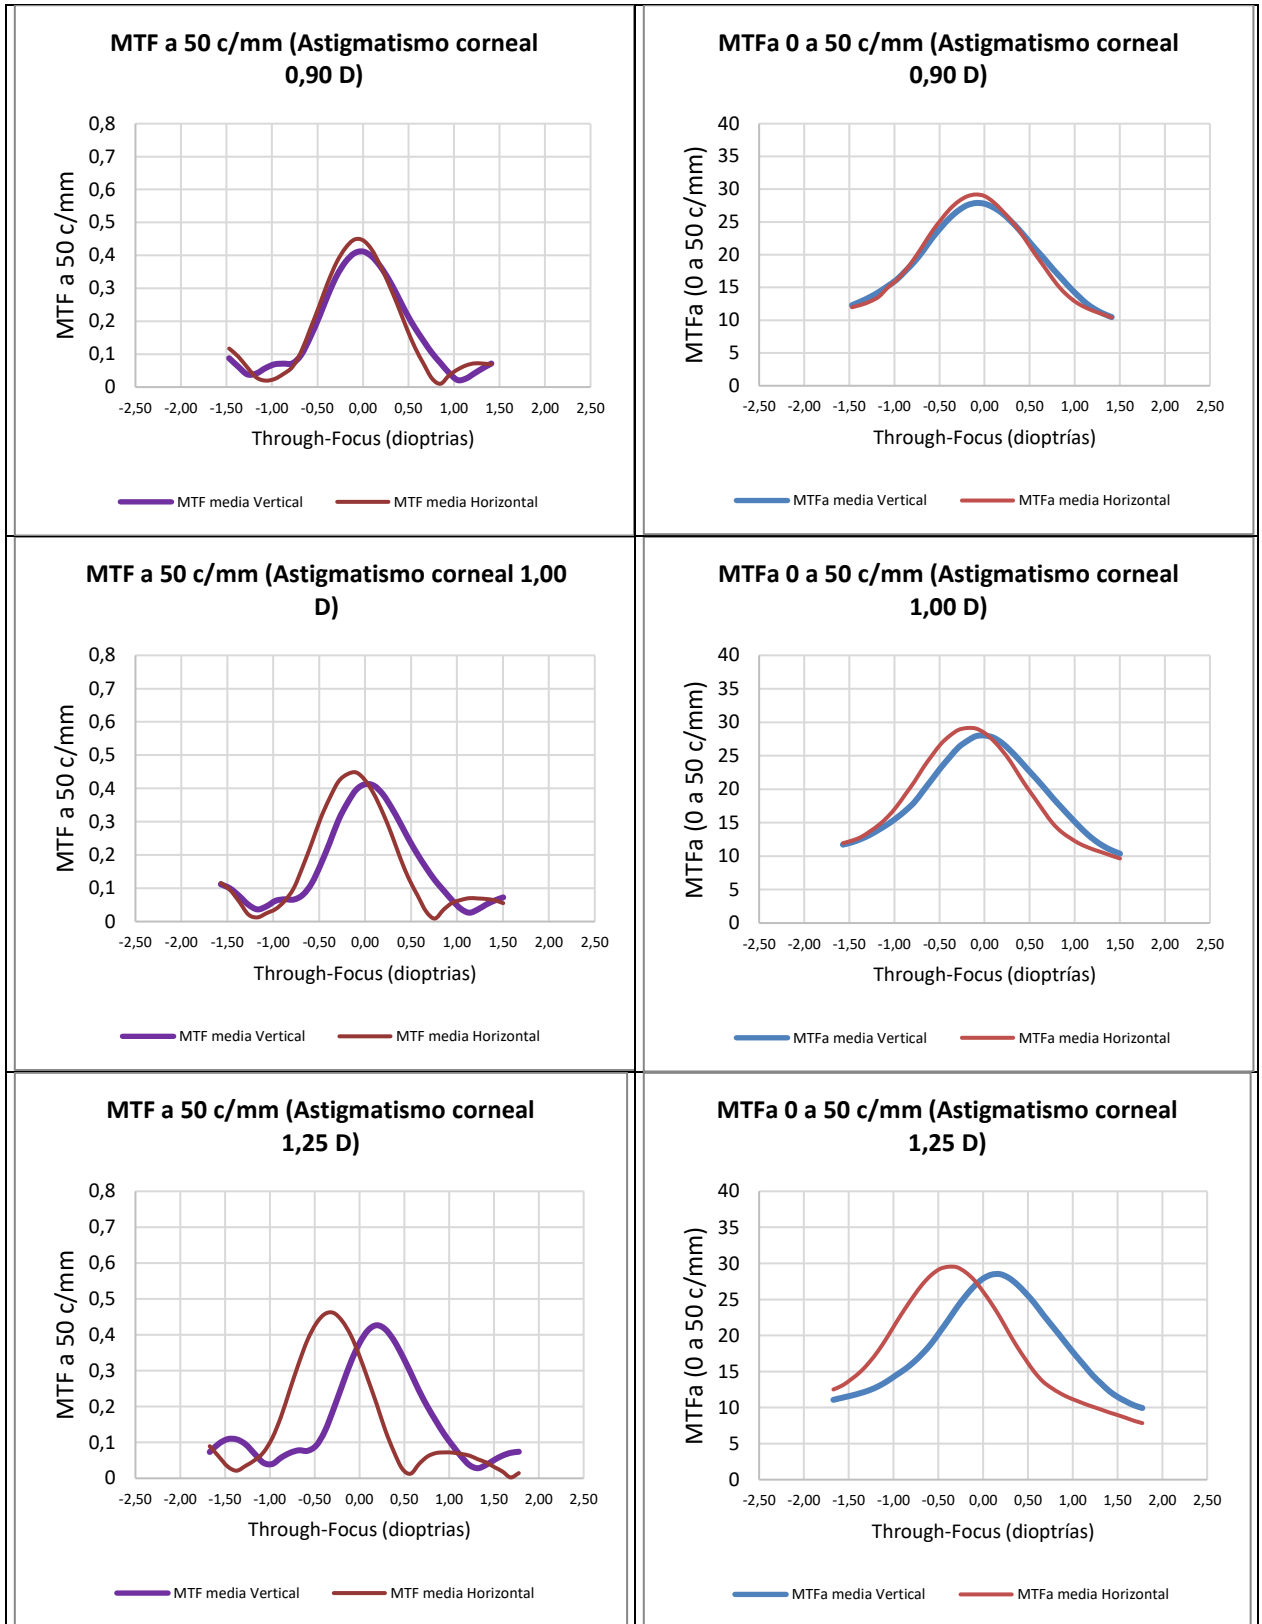 MTF a 50 c/mm (Astigmatismo corneal
0,90 D)
0,8
0,7
0,6
0,5
0,4
0,3
0,2
0,1
0
MTF a 50 c/mm
-2,50 -2,00 -1,50 -1,00 -0,50 0,00 0,50 1,00 1,50 2,00 2,50
Through-Focus (dioptrias)
MTF media Vertical MTF media Horizontal
MTFa 0 a 50 c/mm (Astigmatismo corneal
0,90 D)
40
35
30
25
20
15
10
5
0
MTFa (0 a 50 c/mm)
-2,50 -2,00 -1,50 -1,00 -0,50 0,00 0,50 1,00 1,50 2,00 2,50
Through-Focus (dioptrías)
MTFa media Vertical MTFa media Horizontal
MTF a 50 c/mm (Astigmatismo corneal 1,00
D)
0,8
0,7
0,6
0,5
0,4
0,3
0,2
0,1
0
MTF a 50 c/mm
-2,50 -2,00 -1,50 -1,00 -0,50 0,00 0,50 1,00 1,50 2,00 2,50
Through-Focus (dioptrias)
MTF media Vertical MTF media Horizontal
MTFa 0 a 50 c/mm (Astigmatismo corneal
1,00 D)
40
35
30
25
20
15
10
5
0
MTFa (0 a 50 c/mm)
-2,50 -2,00 -1,50 -1,00 -0,50 0,00 0,50 1,00 1,50 2,00 2,50
Through-Focus (dioptrías)
MTFa media Vertical MTFa media Horizontal
MTF a 50 c/mm (Astigmatismo corneal
1,25 D)
0,8
0,7
0,6
0,5
0,4
0,3
0,2
0,1
0
MTF a 50 c/mm
-2,50 -2,00 -1,50 -1,00 -0,50 0,00 0,50 1,00 1,50 2,00 2,50
Through-Focus (dioptrias)
MTF media Vertical MTF media Horizontal
MTFa 0 a 50 c/mm (Astigmatismo corneal
1,25 D)
40
35
30
25
20
15
10
5
0
MTFa (0 a 50 c/mm)
-2,50 -2,00 -1,50 -1,00 -0,50 0,00 0,50 1,00 1,50 2,00 2,50
Through-Focus (dioptrías)
MTFa media Vertical MTFa media Horizontal